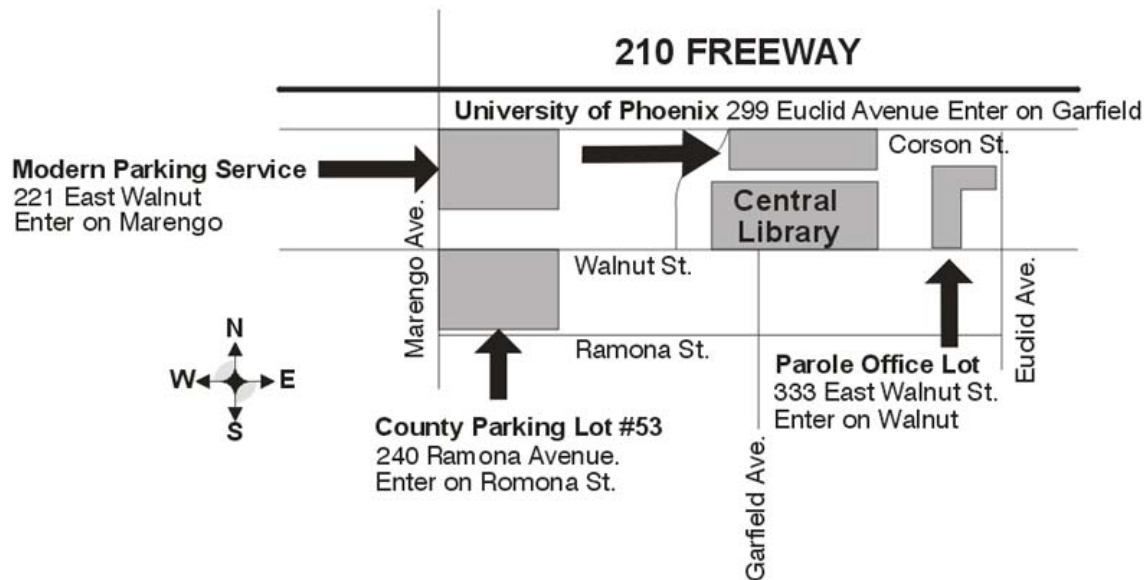 210 FREEWAY
University of Phoenix 299 Euclid Avenue Enter on Garfield
Corson St.
Modern Parking Service
221 East Walnut
Enter on Marengo
Marengo Ave.
Central
Library
Walnut St.
Euclid Ave.
Ramona St.
N
W E
S
Parole Office Lot
333 East Walnut St.
Enter on Walnut
County Parking Lot #53
240 Ramona Avenue.
Enter on Romona St.
Garfield Ave.